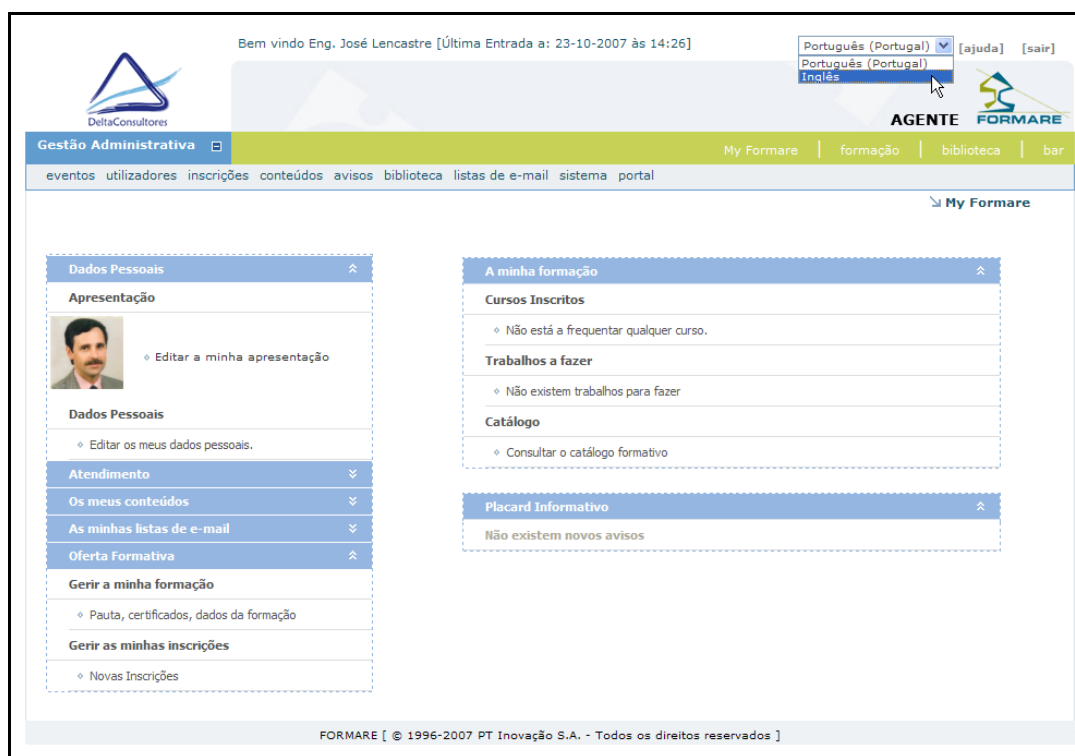 Bem vindo Eng. José Lencastre [Última Entrada a: 23-10-2007 às 14:26]
Português (Portugal)
[ajuda] [sair]
Português (Portugal)
Inglês
DeltaConsultores
AGENTE FORMARE
Gestão Administrativa
My Formare | formação | biblioteca | bar
eventos utilizadores inscrições conteúdos avisos biblioteca listas de e-mail sistema portal
My Formare
Dados Pessoais
Apresentação
Editar a minha apresentação
Dados Pessoais
Editar os meus dados pessoais.
Atendimento
Os meus conteúdos
As minhas listas de e-mail
Oferta Formativa
Gerir a minha formação
Pauta, certificados, dados da formação
Gerir as minhas inscrições
Novas Inscrições
A minha formação
Cursos Inscritos
Não está a frequentar qualquer curso.
Trabalhos a fazer
Não existem trabalhos para fazer
Catálogo
Consultar o catálogo formativo
Placard Informativo
Não existem novos avisos
FORMARE [ © 1996-2007 PT Inovação S.A. - Todos os direitos reservados ]